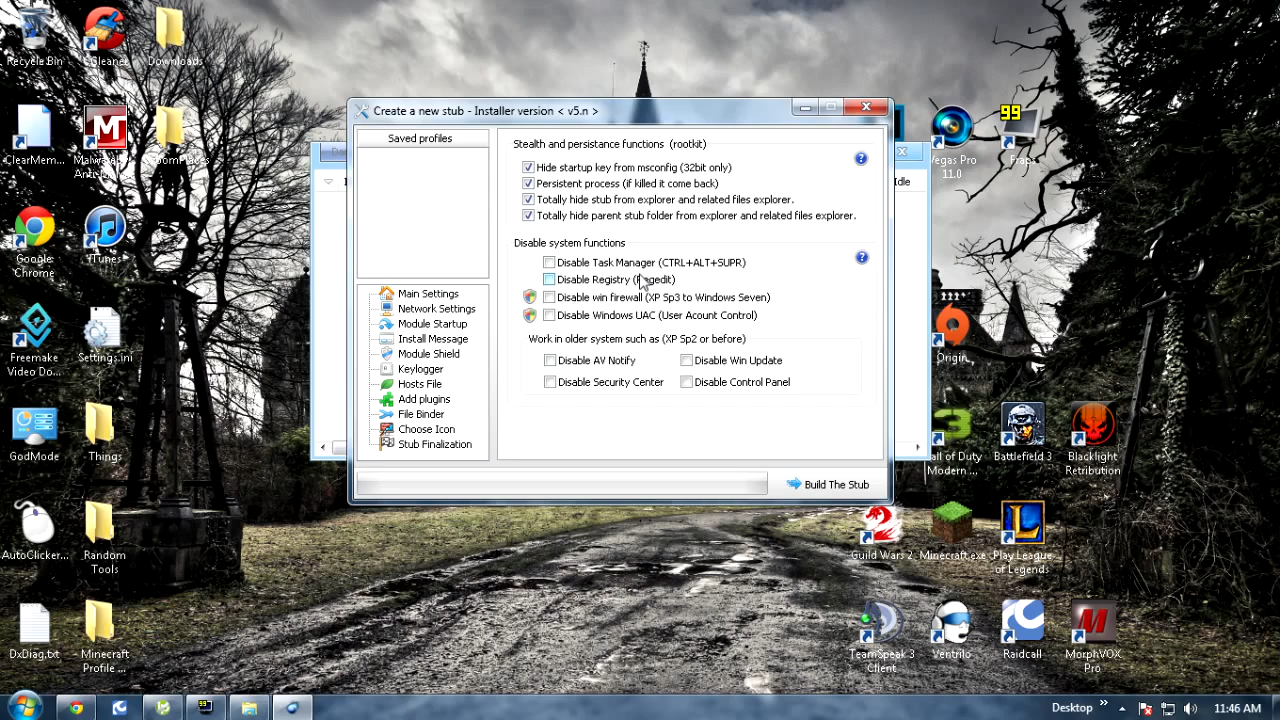 Recycle Bin
CCleaner
Downloads
ClearMem...
Malware...
Anti-
Google
Chrome
iTunes
Freemake
Video Do...
Settings.ini
GodMode
Things
AutoClicker...
Random
Tools
DxDiag.txt
Minecraft
Profile ...
Create a new stub - Installer version < v5.n >
Saved profiles
Main Settings
Network Settings
Module Startup
Install Message
Module Shield
Keylogger
Hosts File
Add plugins
File Binder
Choose Icon
Stub Finalization
Stealth and persistance functions (rootkit)
Hide startup key from msconfig (32bit only)
Persistent process (if killed it come back)
Totally hide stub from explorer and related files explorer.
Totally hide parent stub folder from explorer and related files explorer.
Disable system functions
Disable Task Manager (CTRL+ALT+SUPR)
Disable Registry (Regedit)
Disable win firewall (XP Sp3 to Windows Seven)
Disable Windows UAC (User Acount Control)
Work in older system such as (XP Sp2 or before)
Disable AV Notify
Disable Win Update
Disable Security Center
Disable Control Panel
Build The Stub
Idle
Vegas Pro
11.0
99
Fraps
Origin
all of Duty
Modern ...
Battlefield 3
Blacklight
Retribution
Guild Wars 2
Minecraft.exe
Play League
of Legends
TeamSpeak 3
Client
Ventrilo
Raidcall
MorphVOX
Pro
Desktop
11:46 AM